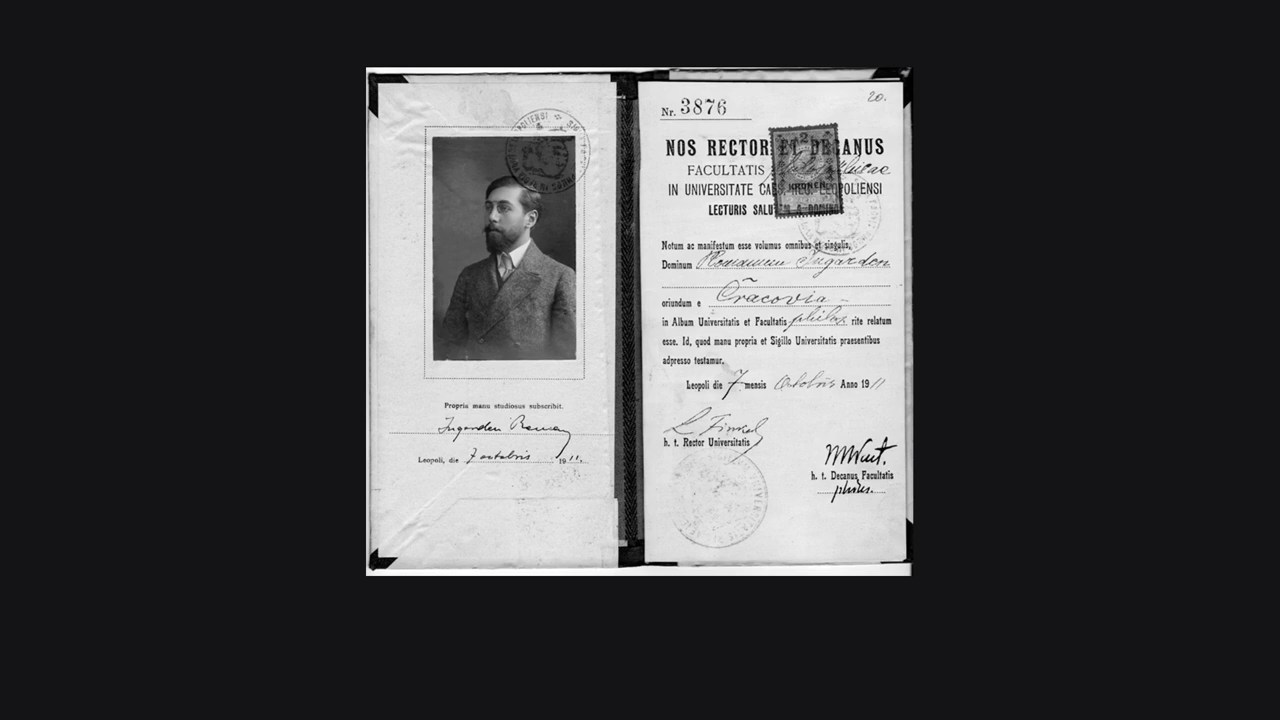 Propria manu studiosus subscribit.
Ingarden Roman
Leopoli, die 7 octobris 1911.
20.
Nr. 3876
NOS RECTOR ET DECANUS
FACULTATIS
IN UNIVERSITATE CAES. REG. LEOPOLIENSI
LECTURIS SALUTEM A DOMINO
Notum ac manifestum esse volumus omnibus et singulis,
Dominum Romanum Ingarden
oriundum e Cracovia
in Album Universitatis et Facultatis philos. rite relatum
esse. Id, quod manu propria et Sigillo Universitatis praesentibus
adpresso testamur.
Leopoli die 7 mensis Octobris Anno 1911
L Finkel
h. t. Rector Universitatis
h. t. Decanus Facultatis
philos.